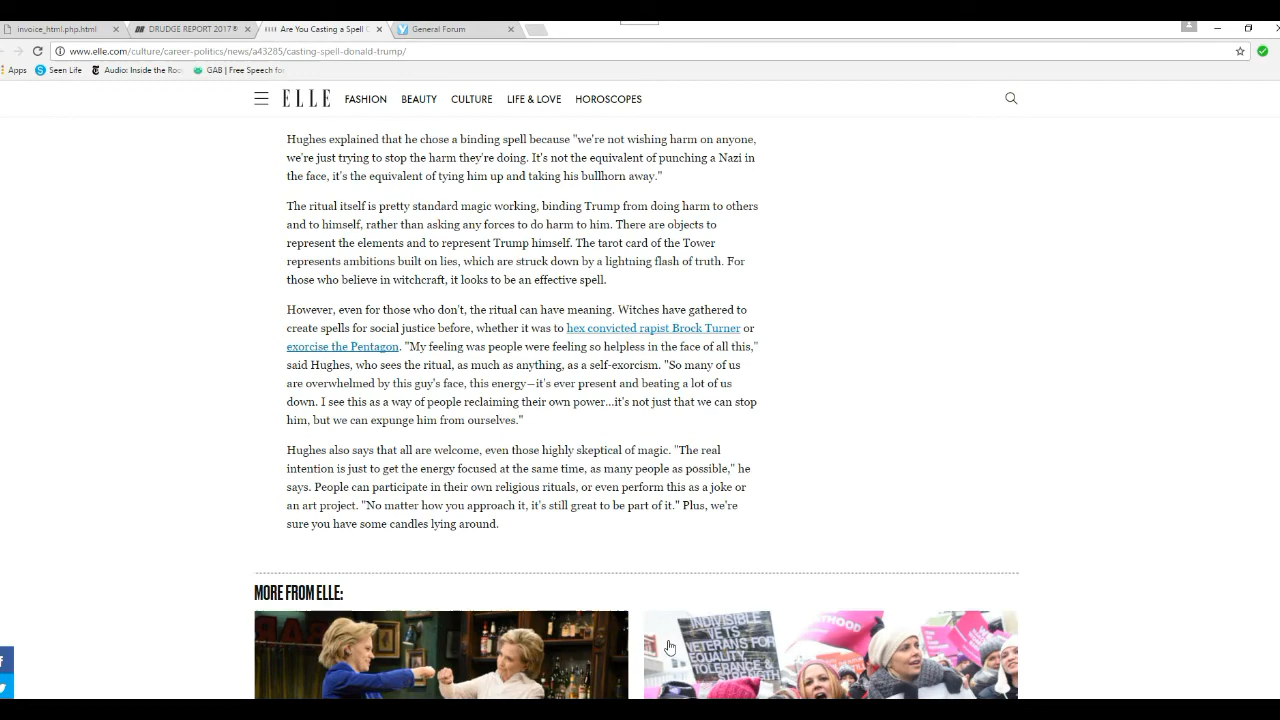 invoice_html.php.html
DRUDGE REPORT 2017®
Are You Casting a Spell
General Forum
www.elle.com/culture/career-politics/news/a43285/casting-spell-donald-trump/
Apps
Seen Life
Audio: Inside the Roo
GAB | Free Speech for
ELLE
FASHION
BEAUTY
CULTURE
LIFE & LOVE
HOROSCOPES
Hughes explained that he chose a binding spell because "we're not wishing harm on anyone,
we're just trying to stop the harm they're doing. It's not the equivalent of punching a Nazi in
the face, it's the equivalent of tying him up and taking his bullhorn away."
The ritual itself is pretty standard magic working, binding Trump from doing harm to others
and to himself, rather than asking any forces to do harm to him. There are objects to
represent the elements and to represent Trump himself. The tarot card of the Tower
represents ambitions built on lies, which are struck down by a lightning flash of truth. For
those who believe in witchcraft, it looks to be an effective spell.
However, even for those who don't, the ritual can have meaning. Witches have gathered to
create spells for social justice before, whether it was to hex convicted rapist Brock Turner or
exorcise the Pentagon. "My feeling was people were feeling so helpless in the face of all this,"
said Hughes, who sees the ritual, as much as anything, as a self-exorcism. "So many of us
are overwhelmed by this guy's face, this energy—it's ever present and beating a lot of us
down. I see this as a way of people reclaiming their own power...it's not just that we can stop
him, but we can expunge him from ourselves."
Hughes also says that all are welcome, even those highly skeptical of magic. "The real
intention is just to get the energy focused at the same time, as many people as possible," he
says. People can participate in their own religious rituals, or even perform this as a joke or
an art project. "No matter how you approach it, it's still great to be part of it." Plus, we're
sure you have some candles lying around.
MORE FROM ELLE:
INDIVISIBLE
VETS
VETERANS FOR
EQUALITY
TOLERANCE &
STRENGTH